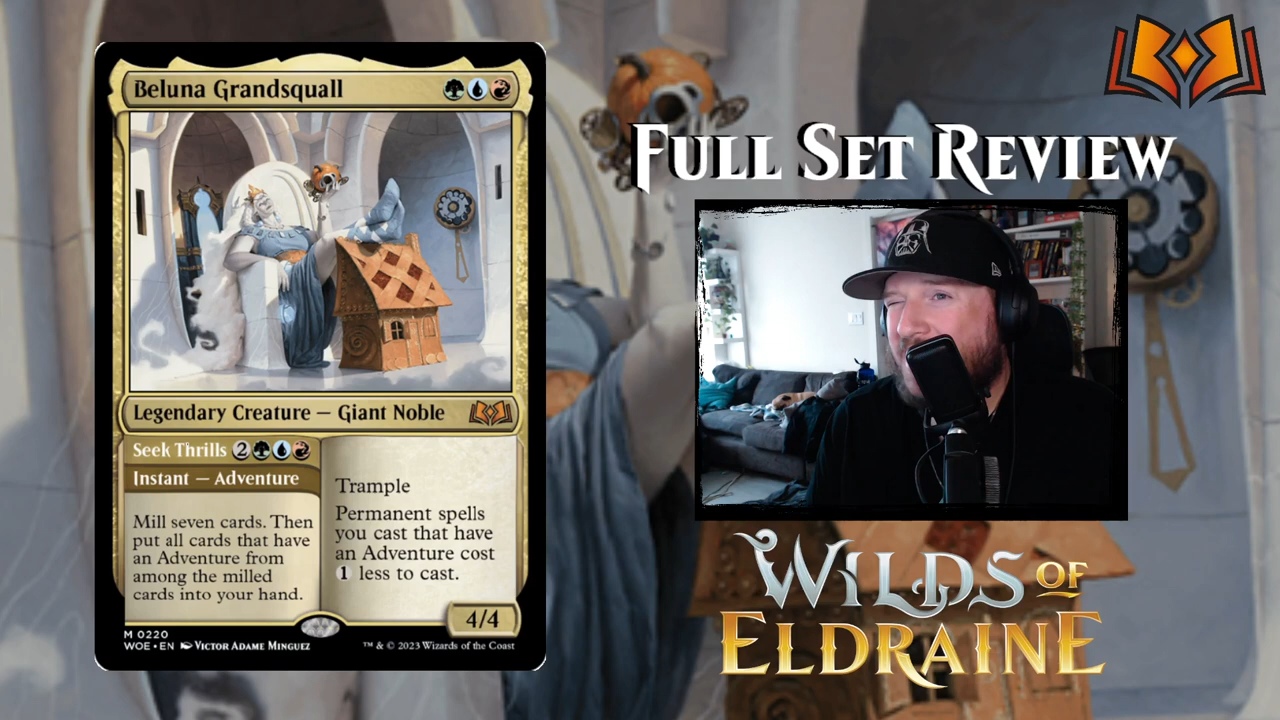 Beluna Grandsquall
Legendary Creature — Giant Noble
Seek Thrills 2
Instant — Adventure
Mill seven cards. Then
put all cards that have
an Adventure from
among the milled
cards into your hand.
Trample
Permanent spells
you cast that have
an Adventure cost
1 less to cast.
4/4
M 0220
WOE • EN Victor Adame Minguez
™ & © 2023 Wizards of the Coast
Full Set Review
Wilds of
Eldraine